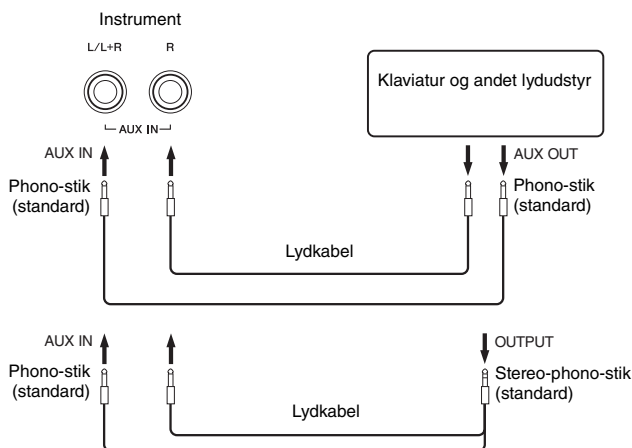 Instrument
L/L+R R
Klaviatur og andet lydudstyr
AUX IN
AUX IN AUX OUT
Phono-stik
(standard)
Phono-stik
(standard)
Lydkabel
AUX IN OUTPUT
Phono-stik
(standard)
Stereo-phono-stik
(standard)
Lydkabel